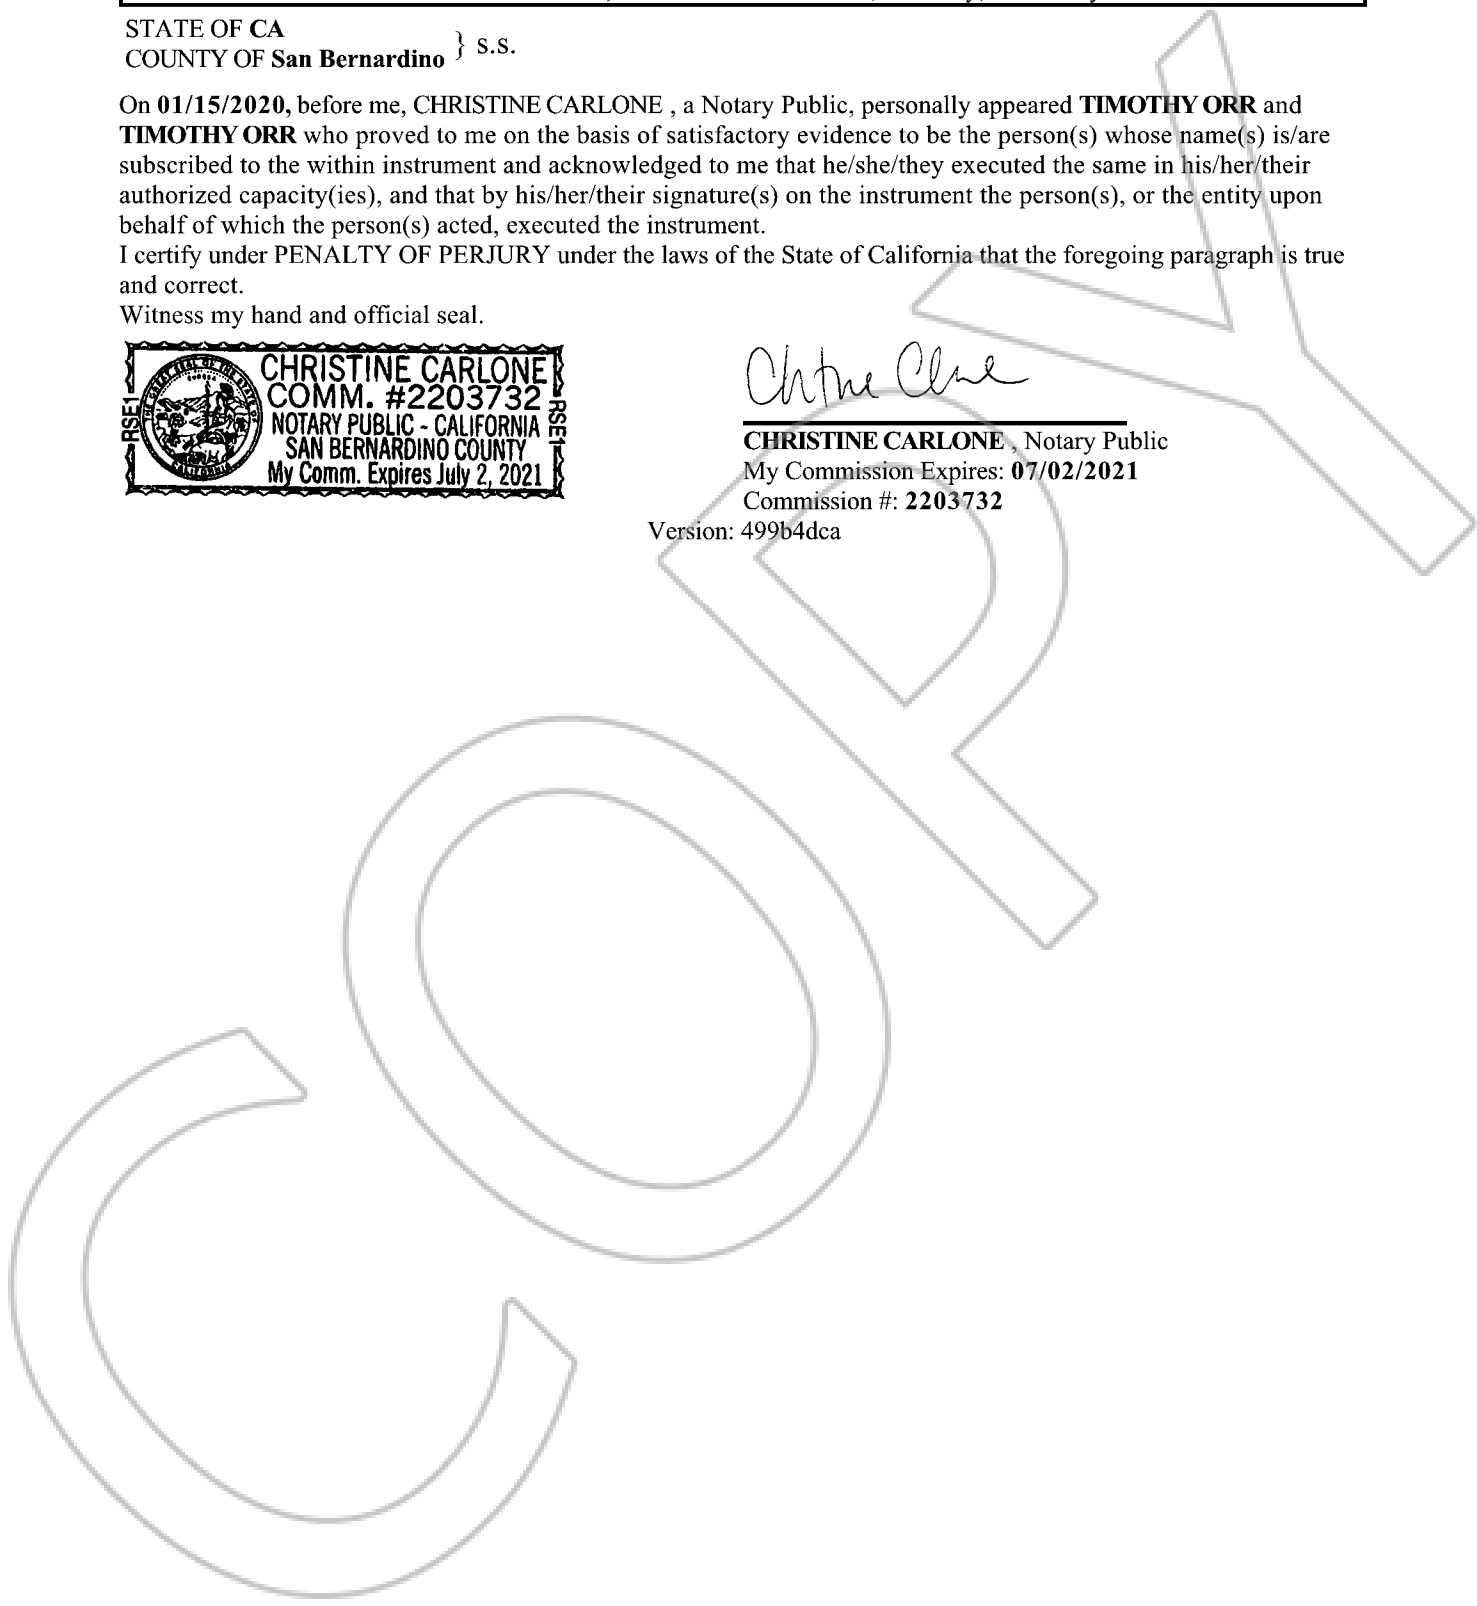 STATE OF CA
COUNTY OF San Bernardino } s.s.
On 01/15/2020, before me, CHRISTINE CARLONE , a Notary Public, personally appeared TIMOTHY ORR and
TIMOTHY ORR who proved to me on the basis of satisfactory evidence to be the person(s) whose name(s) is/are
subscribed to the within instrument and acknowledged to me that he/she/they executed the same in his/her/their
authorized capacity(ies), and that by his/her/their signature(s) on the instrument the person(s), or the entity upon
behalf of which the person(s) acted, executed the instrument.
I certify under PENALTY OF PERJURY under the laws of the State of California that the foregoing paragraph is true
and correct.
Witness my hand and official seal.
RSE1
CHRISTINE CARLONE
COMM. #2203732
NOTARY PUBLIC - CALIFORNIA
SAN BERNARDINO COUNTY
My Comm. Expires July 2, 2021
RSE1
CALIFORNIA
CHRISTINE CARLONE , Notary Public
My Commission Expires: 07/02/2021
Commission #: 2203732
Version: 499b4dca
COPY